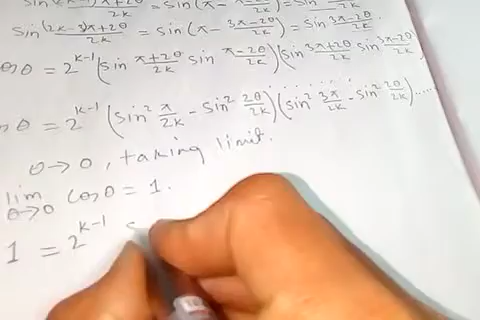 sin (2k-3)π+2θ/2k = sin(π - 3π-2θ/2k) = sin 3π-2θ/2k
cos θ = 2^(k-1) (sin π+2θ/2k sin π-2θ/2k)(sin 3π+2θ/2k sin 3π-2θ/2k
θ = 2^(k-1) (sin² π/2k - sin² 2θ/2k)(sin² 3π/2k - sin² 2θ/2k).....
θ → 0, taking limit.
lim θ→0 cos θ = 1.
1 = 2^(k-1) s